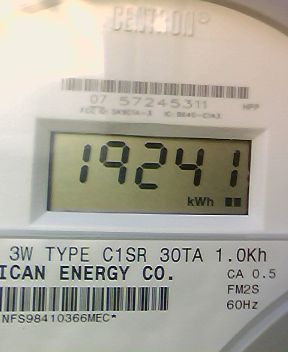 CENTRON
07 57245311 HPP
19241
kWh
3W TYPE C1SR 30TA 1.0Kh
ICAN ENERGY CO. CA 0.5
FM2S
NFS98410366MEC* 60Hz